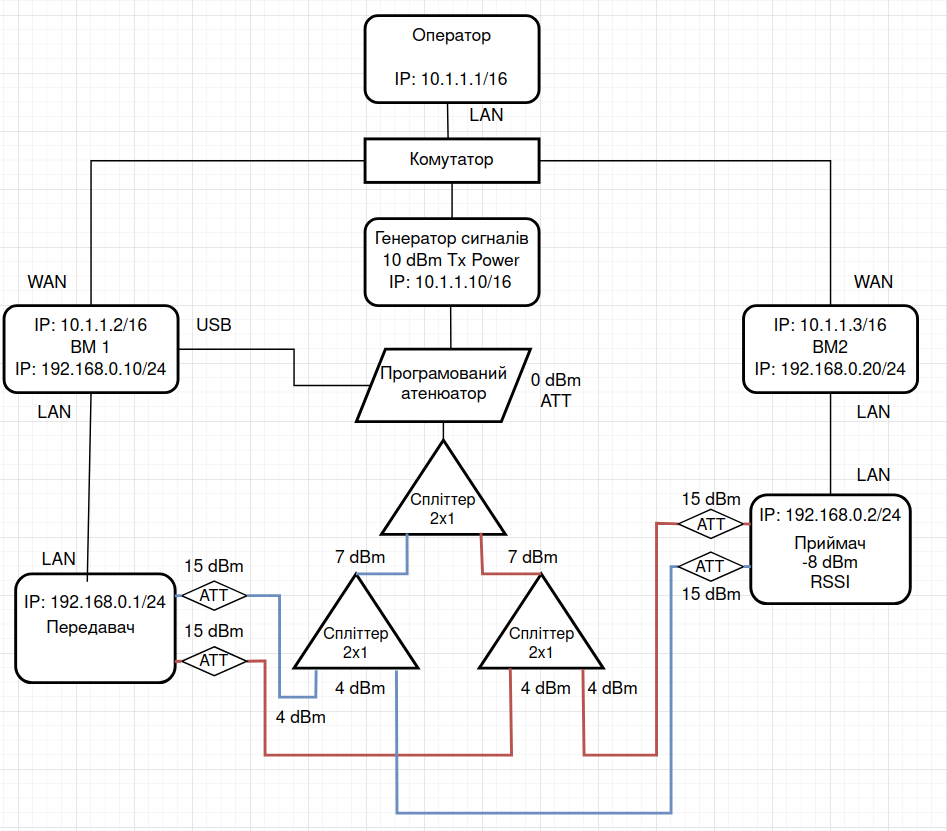 Оператор
IP: 10.1.1.1/16
LAN
Комутатор
Генератор сигналів
10 dBm Tx Power
IP: 10.1.1.10/16
WAN
WAN
IP: 10.1.1.2/16
ВМ 1
IP: 192.168.0.10/24
USB
IP: 10.1.1.3/16
ВМ2
IP: 192.168.0.20/24
Програмований
атенюатор
0 dBm
ATT
LAN
LAN
LAN
Спліттер
2x1
15 dBm
ATT
IP: 192.168.0.2/24
Приймач
-8 dBm
RSSI
ATT
15 dBm
7 dBm
7 dBm
LAN
15 dBm
ATT
IP: 192.168.0.1/24
Передавач
15 dBm
ATT
Спліттер
2x1
Спліттер
2x1
4 dBm
4 dBm
4 dBm
4 dBm